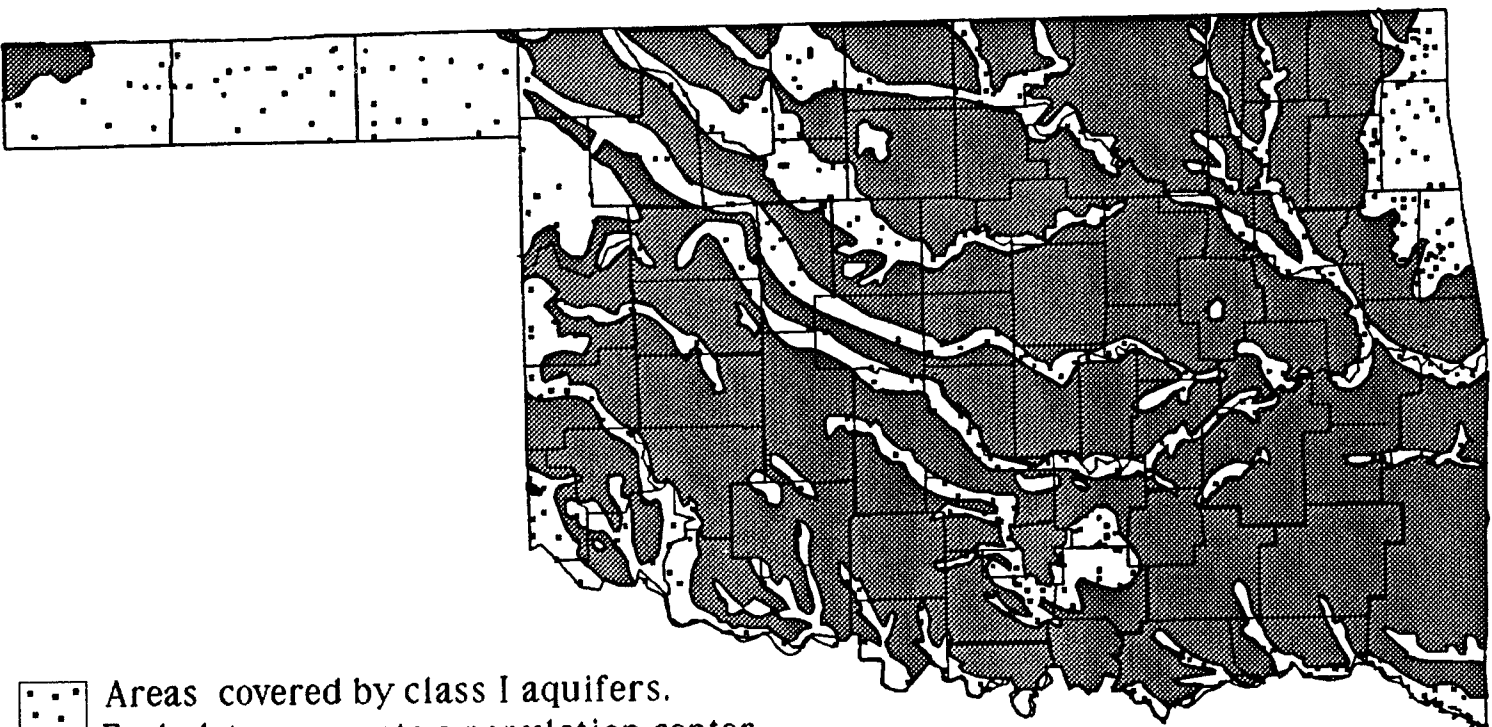 Areas covered by class I aquifers.
Each dot represents a population center